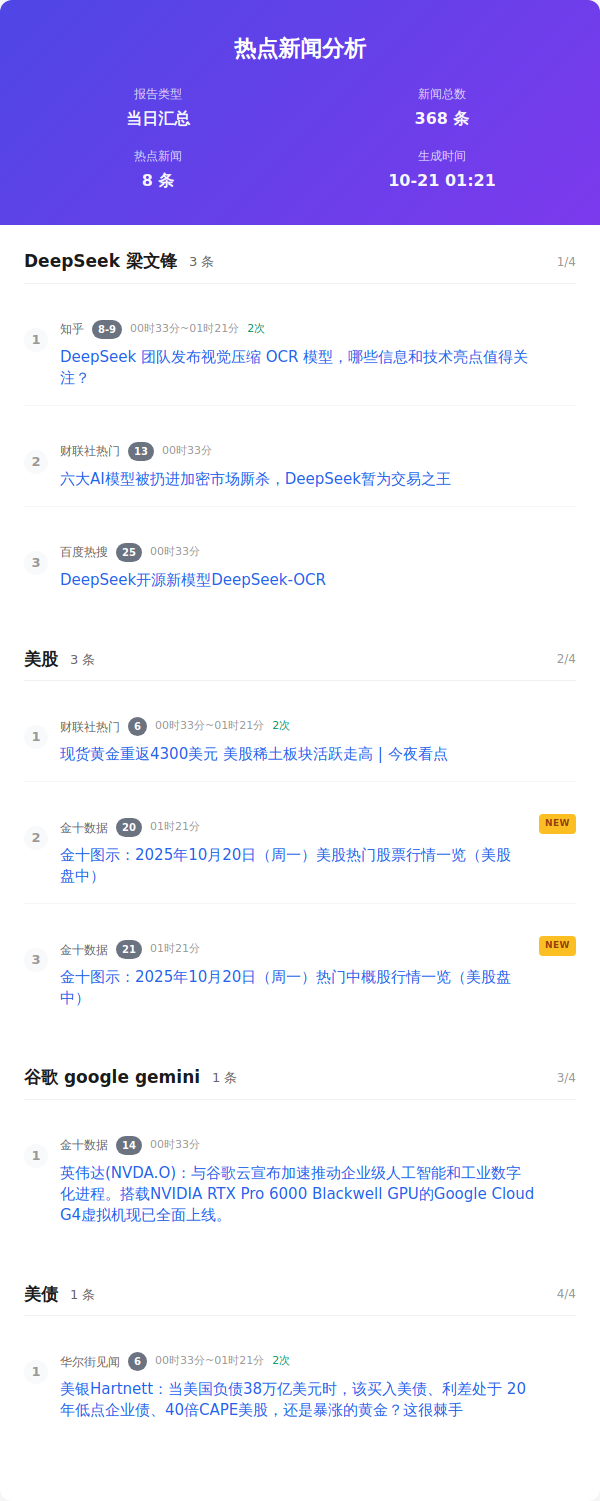 热点新闻分析
报告类型
新闻总数
当日汇总
368 条
热点新闻
生成时间
8 条
10-21 01:21
DeepSeek 梁文锋 3 条 1/4
1 知乎 8-9 00时33分~01时21分 2次
DeepSeek 团队发布视觉压缩 OCR 模型，哪些信息和技术亮点值得关
注？
2 财联社热门 13 00时33分
六大AI模型被扔进加密市场厮杀，DeepSeek暂为交易之王
3 百度热搜 25 00时33分
DeepSeek开源新模型DeepSeek-OCR
美股 3 条 2/4
1 财联社热门 6 00时33分~01时21分 2次
现货黄金重返4300美元 美股稀土板块活跃走高 | 今夜看点
2 金十数据 20 01时21分 NEW
金十图示：2025年10月20日（周一）美股热门股票行情一览（美股
盘中）
3 金十数据 21 01时21分 NEW
金十图示：2025年10月20日（周一）热门中概股行情一览（美股盘
中）
谷歌 google gemini 1 条 3/4
1 金十数据 14 00时33分
英伟达(NVDA.O)：与谷歌云宣布加速推动企业级人工智能和工业数字
化进程。搭载NVIDIA RTX Pro 6000 Blackwell GPU的Google Cloud
G4虚拟机现已全面上线。
美债 1 条 4/4
1 华尔街见闻 6 00时33分~01时21分 2次
美银Hartnett：当美国负债38万亿美元时，该买入美债、利差处于 20
年低点企业债、40倍CAPE美股，还是暴涨的黄金？这很棘手